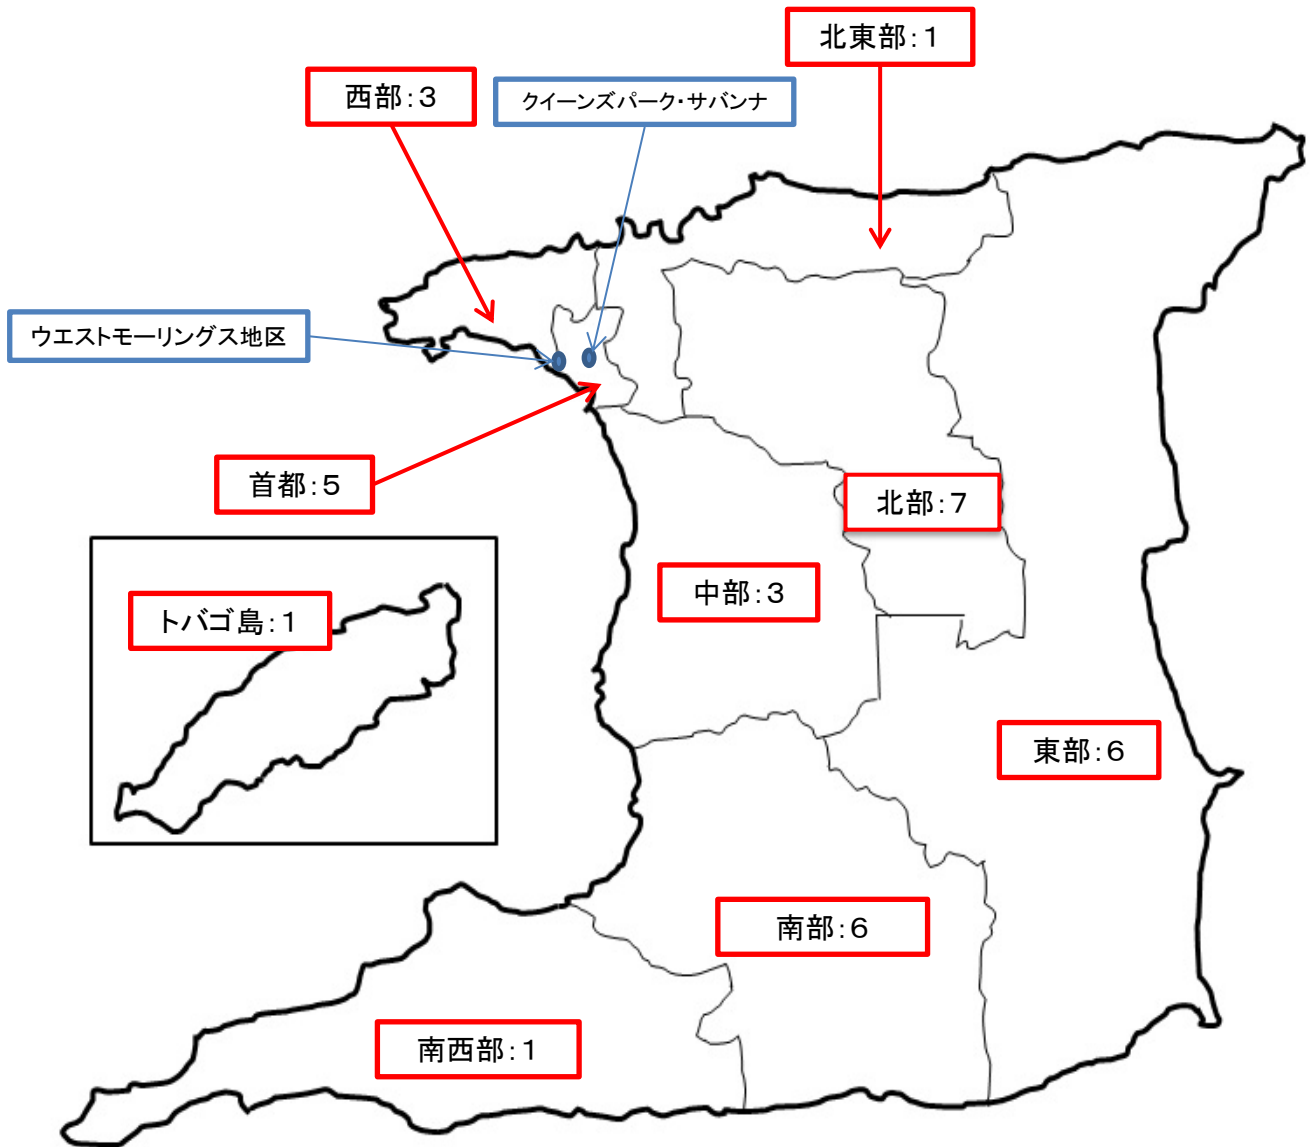 北東部：１
西部：３
クイーンズパーク・サバンナ
ウエストモーリングス地区
首都：５
北部：７
中部：３
トバゴ島：１
東部：６
南部：６
南西部：１